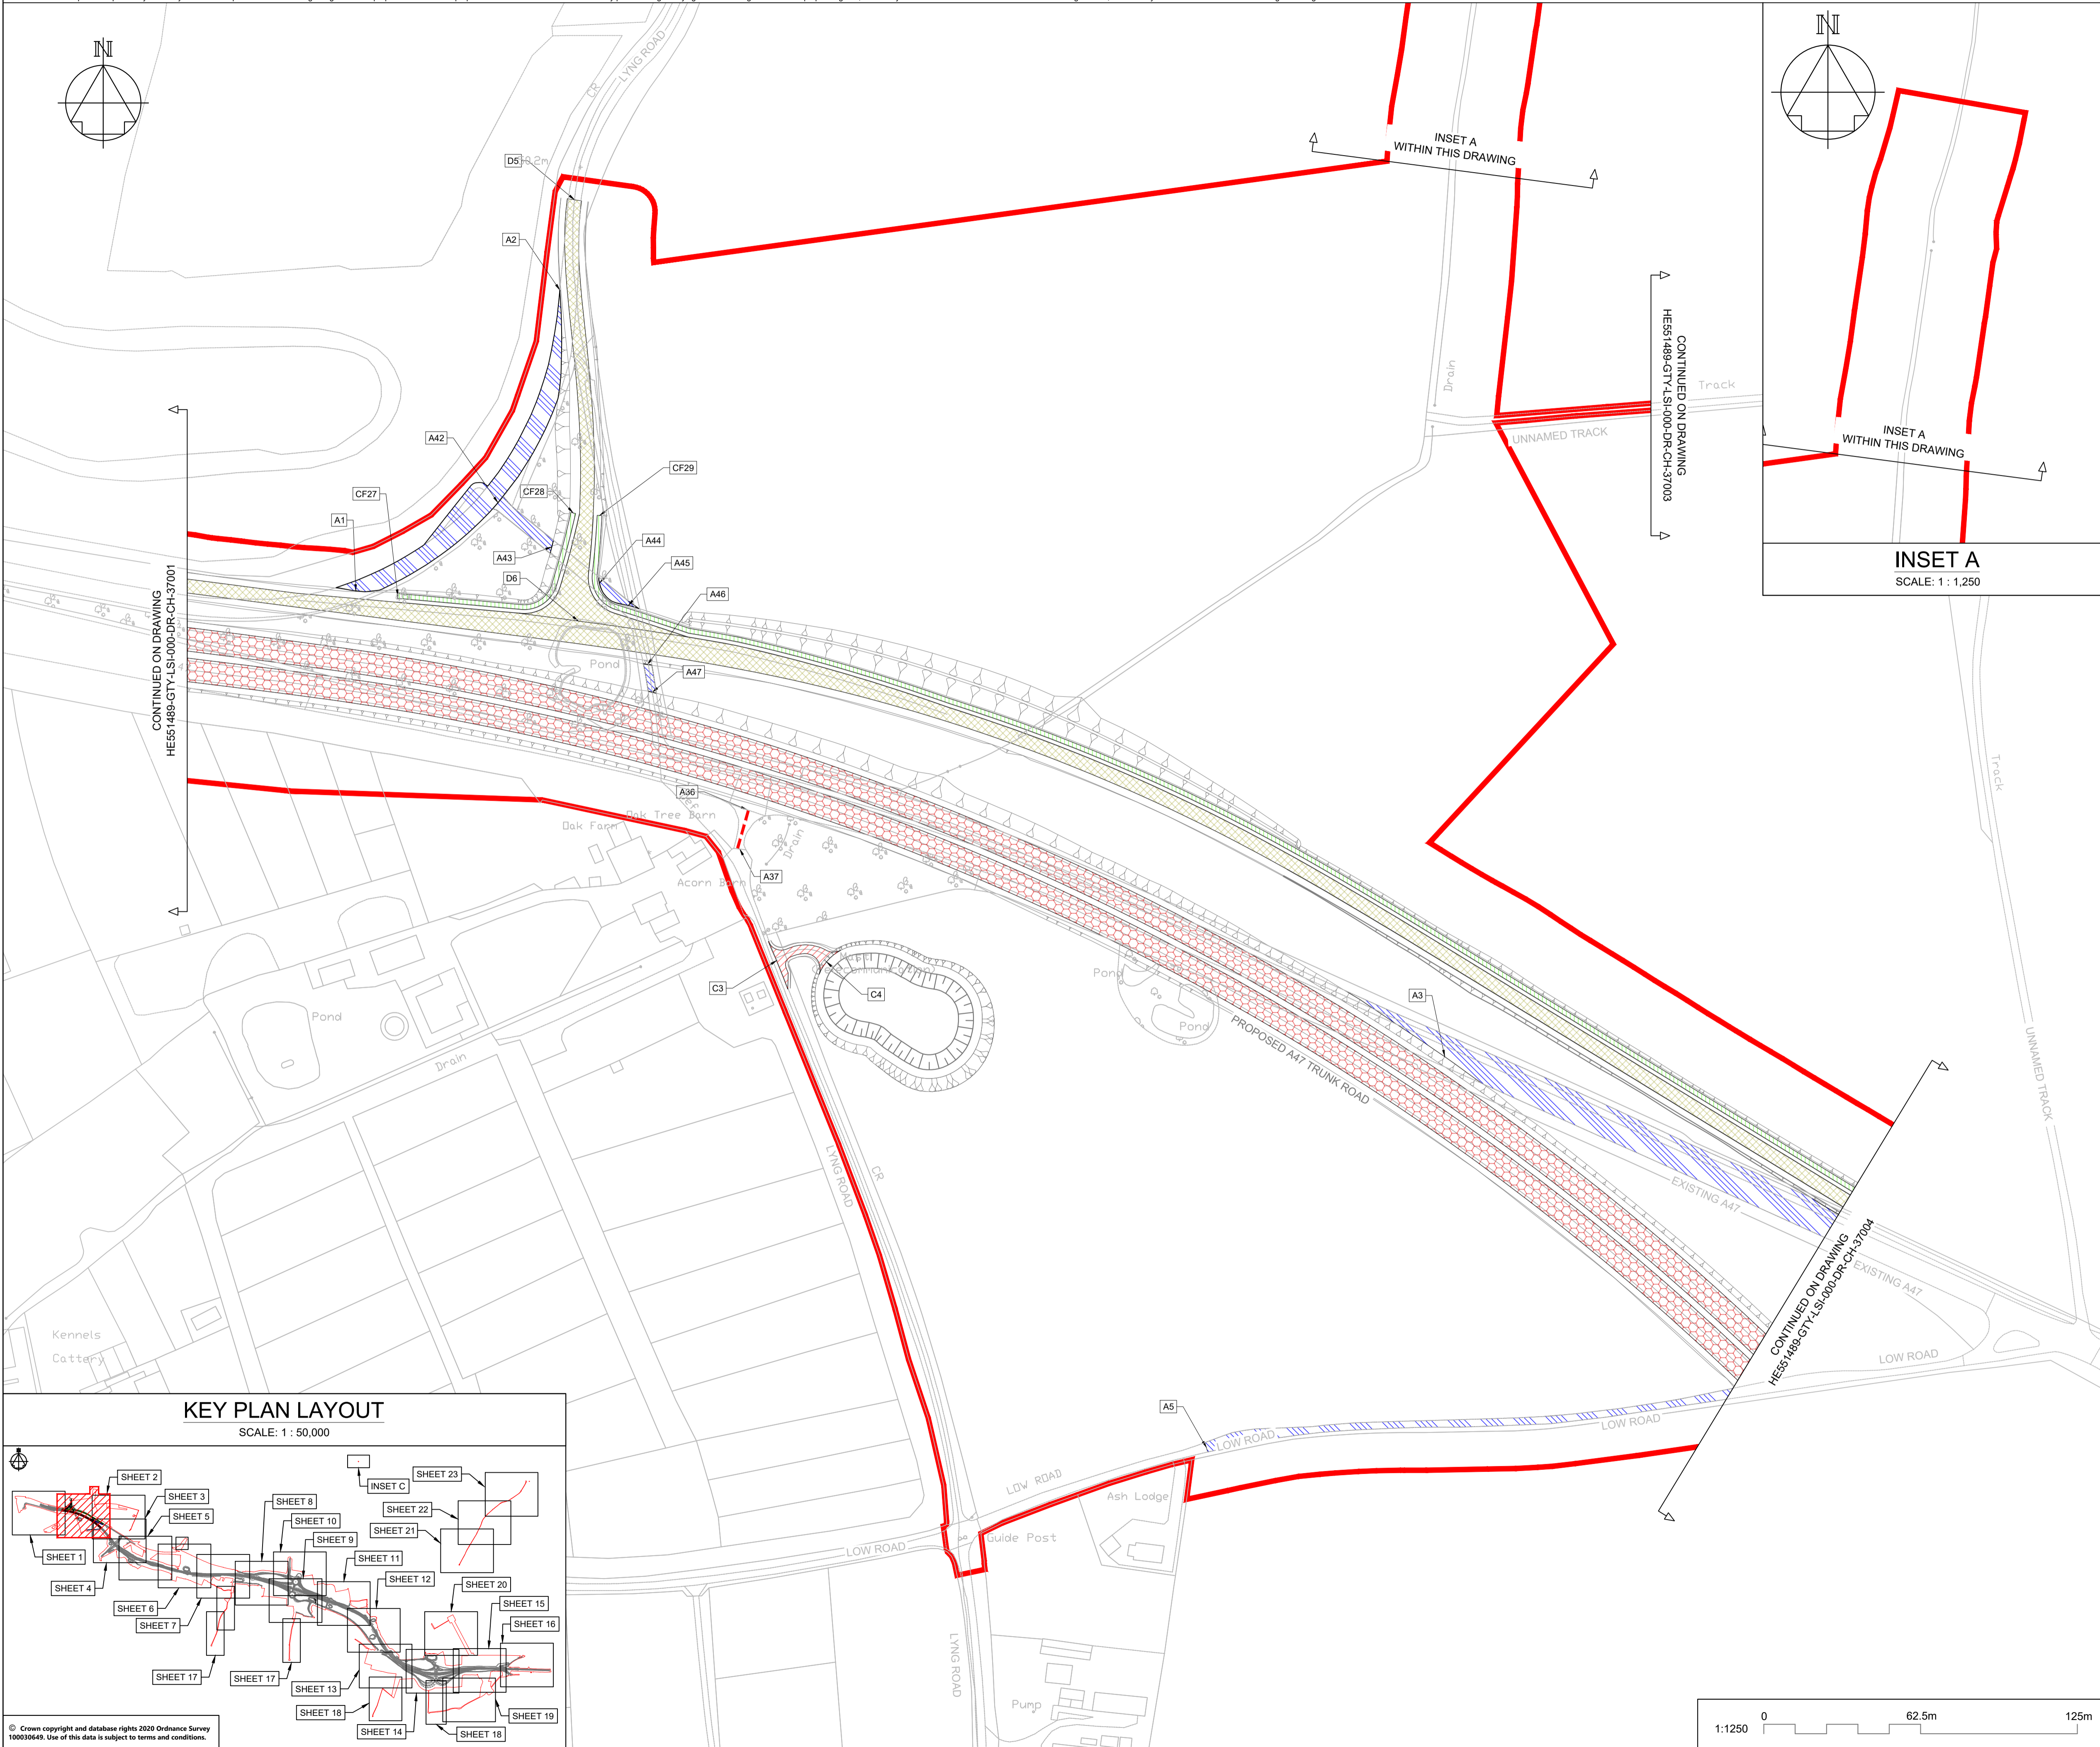 N
N
CR
LYNG ROAD
D5
A2
INSET A
WITHIN THIS DRAWING
INSET A
WITHIN THIS DRAWING
INSET A
SCALE: 1 : 1,250
CONTINUED ON DRAWING
HE551489-GTY-LSI-000-DR-CH-37003
Drain
Track
UNNAMED TRACK
A42
CF27
A1
CF28
CF29
A43
D6
A44
A45
A46
A47
Pond
CONTINUED ON DRAWING
HE551489-GTY-LSI-000-DR-CH-37001
A36
Oak Tree Barn
Oak Farm
Drain
A37
Acorn Barn
C3
C4
Pond
Pond
A3
PROPOSED A47 TRUNK ROAD
Track
UNNAMED TRACK
Pond
Drain
LYNG ROAD
CR
EXISTING A47
EXISTING A47
CONTINUED ON DRAWING
HE551489-GTY-LSI-000-DR-CH-37004
Kennels
Cattery
LOW ROAD
A5
LOW ROAD
LOW ROAD
LOW ROAD
Ash Lodge
Guide Post
LOW ROAD
LYNG ROAD
Pump
KEY PLAN LAYOUT
SCALE: 1 : 50,000
SHEET 2
INSET C
SHEET 23
SHEET 3
SHEET 8
SHEET 22
SHEET 5
SHEET 10
SHEET 21
SHEET 9
SHEET 1
SHEET 11
SHEET 4
SHEET 12
SHEET 20
SHEET 6
SHEET 15
SHEET 7
SHEET 16
SHEET 17
SHEET 17
SHEET 13
SHEET 18
SHEET 19
SHEET 14
SHEET 18
© Crown copyright and database rights 2020 Ordnance Survey
100030649. Use of this data is subject to terms and conditions.
1:1250
0
62.5m
125m